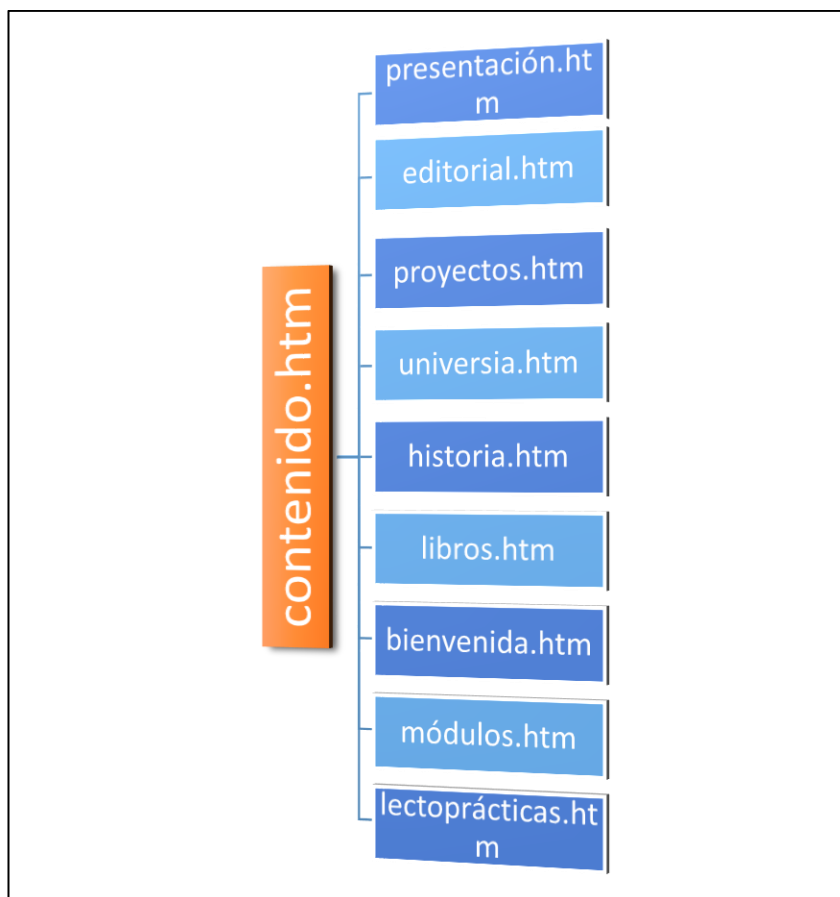 presentación.ht
m
editorial.htm
proyectos.htm
universia.htm
contenido.htm
historia.htm
libros.htm
bienvenida.htm
módulos.htm
lectoprácticas.ht
m